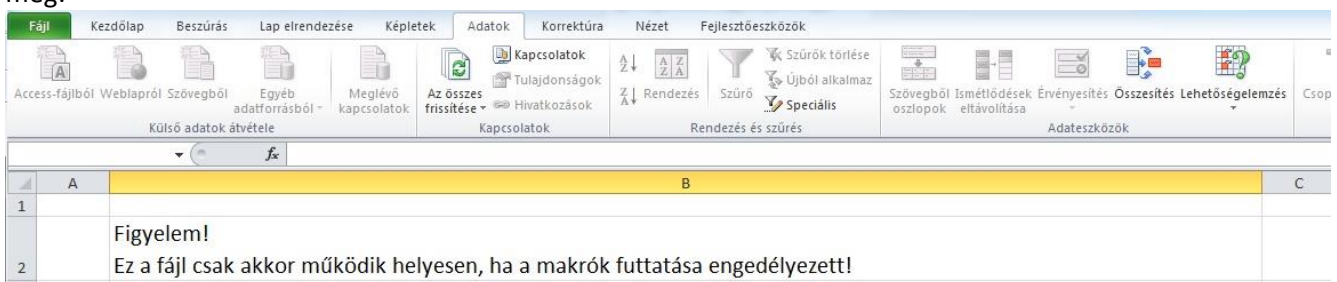 meg:
Fájl Kezdőlap Beszúrás Lap elrendezése Képletek Adatok Korrektúra Nézet Fejlesztőeszközök
Access-fájlból Weblapról Szövegből Egyéb adatforrásból Meglévő kapcsolatok
Külső adatok átvétele
Az összes frissítése Kapcsolatok Tulajdonságok Hivatkozások
Kapcsolatok
Rendezés Szűrő Szűrők törlése Újból alkalmaz Speciális
Rendezés és szűrés
Szövegből oszlopok Ismétlődések eltávolítása Érvényesítés Összesítés Lehetőségelemzés
Adateszközök
Csop
fx
A B C
1
Figyelem!
2 Ez a fájl csak akkor működik helyesen, ha a makrók futtatása engedélyezett!